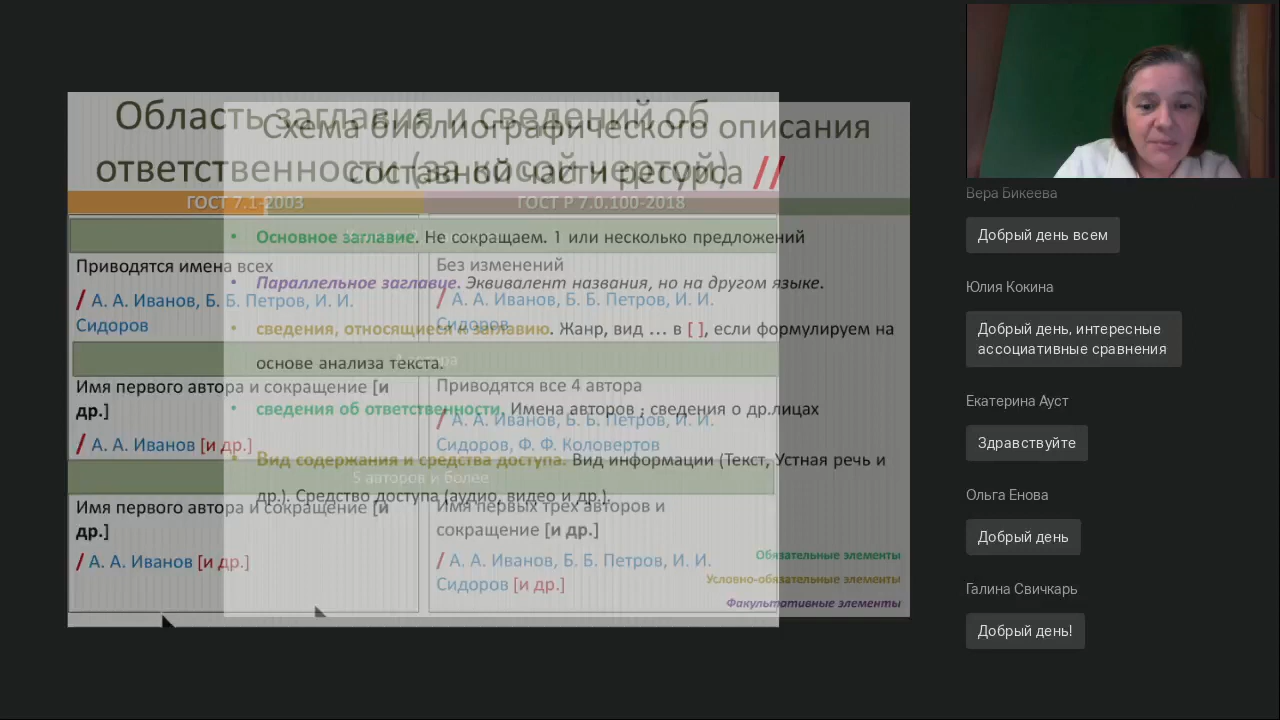 Область заглавия и сведений об
ответственности (за косой чертой)
ГОСТ 7.1-2003
ГОСТ Р 7.0.100-2018
Приводятся имена всех
/ А. А. Иванов, Б. Б. Петров, И. И.
Сидоров
Без изменений
/ А. А. Иванов, Б. Б. Петров, И. И.
Сидоров
Имя первого автора и сокращение [и
др.]
/ А. А. Иванов [и др.]
Приводятся все 4 автора
/ А. А. Иванов, Б. Б. Петров, И. И.
Сидоров, Ф. Ф. Коловертов
5 авторов и более
Имя первого автора и сокращение [и
др.]
/ А. А. Иванов [и др.]
Имя первых трех авторов и
сокращение [и др.]
/ А. А. Иванов, Б. Б. Петров, И. И.
Сидоров [и др.]
Схема библиографического описания
составной части ресурса //
• Основное заглавие. Не сокращаем. 1 или несколько предложений
• Параллельное заглавие. Эквивалент названия, но на другом языке.
• сведения, относящиеся к заглавию. Жанр, вид ... в [ ], если формулируем на
основе анализа текста.
• сведения об ответственности, Имена авторов ; сведения о др.лицах
• Вид содержания и средства доступа. Вид информации (Текст, Устная речь и
др.). Средство доступа (аудио, видео и др.).
Обязательные элементы
Условно-обязательные элементы
Факультативные элементы
Вера Бикеева
Добрый день всем
Юлия Кокина
Добрый день, интересные
ассоциативные сравнения
Екатерина Ауст
Здравствуйте
Ольга Енова
Добрый день
Галина Свичкарь
Добрый день!